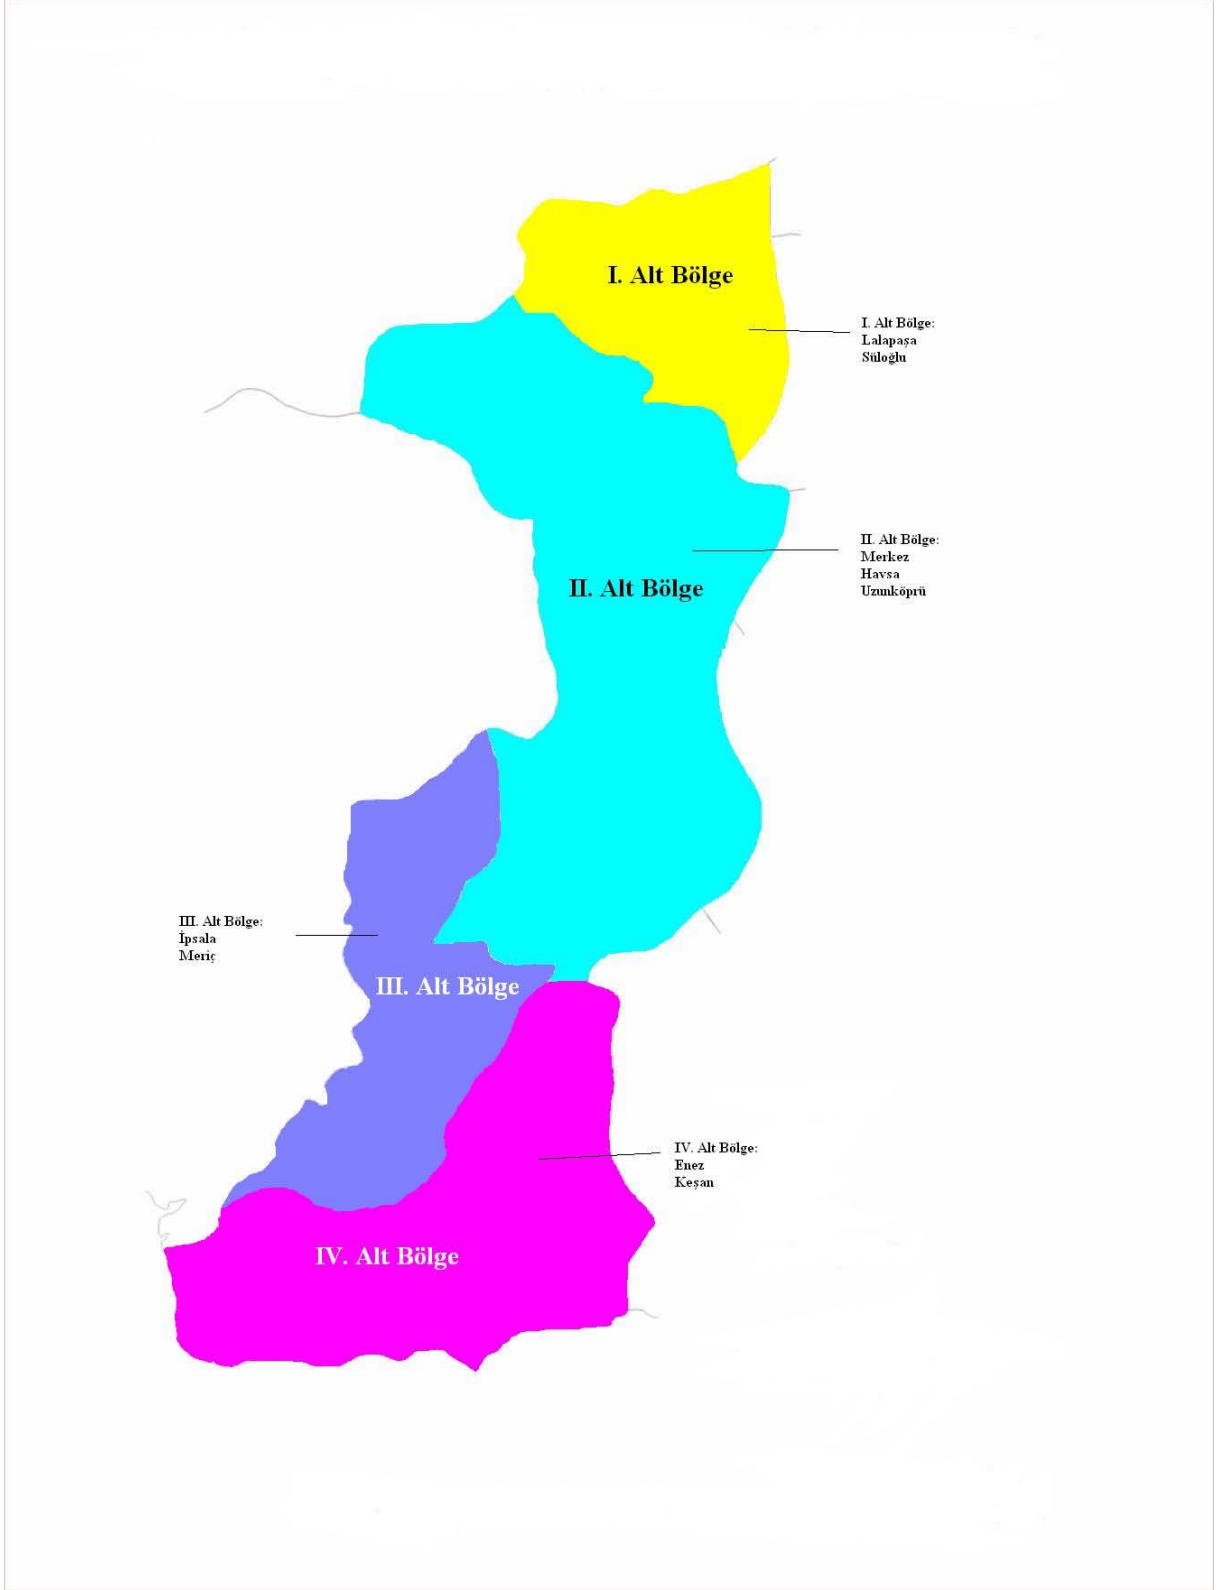 I. Alt Bölge
I. Alt Bölge:
Lalapaşa
Süloğlu
II. Alt Bölge:
Merkez
Havsa
Uzunköprü
II. Alt Bölge
III. Alt Bölge:
İpsala
Meriç
III. Alt Bölge
IV. Alt Bölge:
Enez
Keşan
IV. Alt Bölge